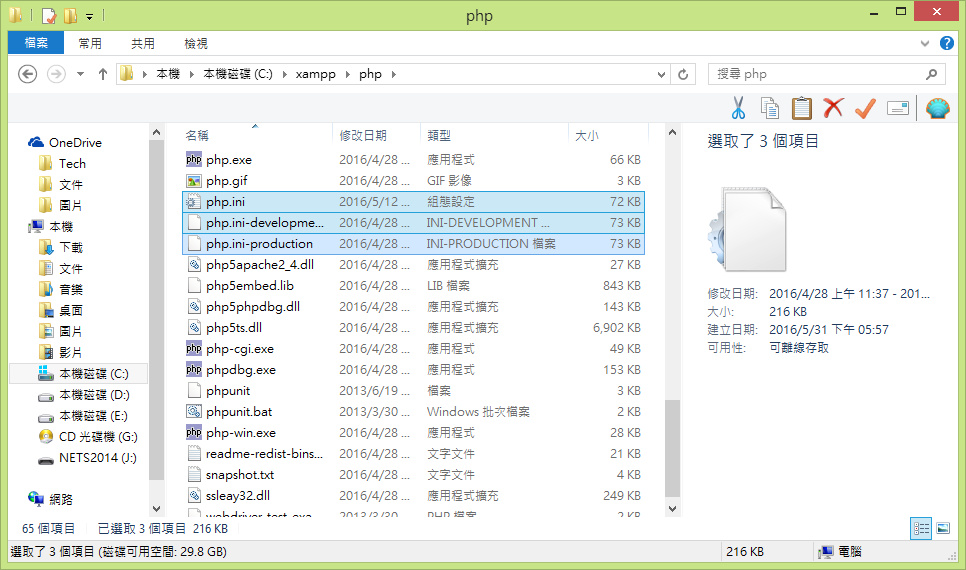 php
檔案 常用 共用 檢視
本機 本機磁碟 (C:) xampp php
搜尋 php
OneDrive
Tech
文件
圖片
本機
下載
文件
音樂
桌面
圖片
影片
本機磁碟 (C:)
本機磁碟 (D:)
本機磁碟 (E:)
CD 光碟機 (G:)
NETS2014 (J:)
網路
名稱 修改日期 類型 大小
php php.exe 2016/4/28 ... 應用程式 66 KB
php.gif 2016/4/28 ... GIF 影像 3 KB
php.ini 2016/5/12 ... 組態設定 72 KB
php.ini-developme... 2016/4/28 ... INI-DEVELOPMENT ... 73 KB
php.ini-production 2016/4/28 ... INI-PRODUCTION 檔案 73 KB
php5apache2_4.dll 2016/4/28 ... 應用程式擴充 27 KB
php5embed.lib 2016/4/28 ... LIB 檔案 843 KB
php5phpdbg.dll 2016/4/28 ... 應用程式擴充 143 KB
php5ts.dll 2016/4/28 ... 應用程式擴充 6,902 KB
php php-cgi.exe 2016/4/28 ... 應用程式 49 KB
php phpdbg.exe 2016/4/28 ... 應用程式 153 KB
phpunit 2013/6/19 ... 檔案 3 KB
phpunit.bat 2013/3/30 ... Windows 批次檔案 2 KB
php php-win.exe 2016/4/28 ... 應用程式 28 KB
readme-redist-bins... 2016/4/28 ... 文字文件 21 KB
snapshot.txt 2016/4/28 ... 文字文件 4 KB
ssleay32.dll 2016/4/28 ... 應用程式擴充 249 KB
webdriver-test-exa... 2013/3/30 ... PHP 檔案 2 KB
選取了 3 個項目
修改日期: 2016/4/28 上午 11:37 - 201...
大小: 216 KB
建立日期: 2016/5/31 下午 05:57
可用性: 可離線存取
65 個項目 已選取 3 個項目 216 KB
選取了 3 個項目 (磁碟可用空間: 29.8 GB) 216 KB 電腦